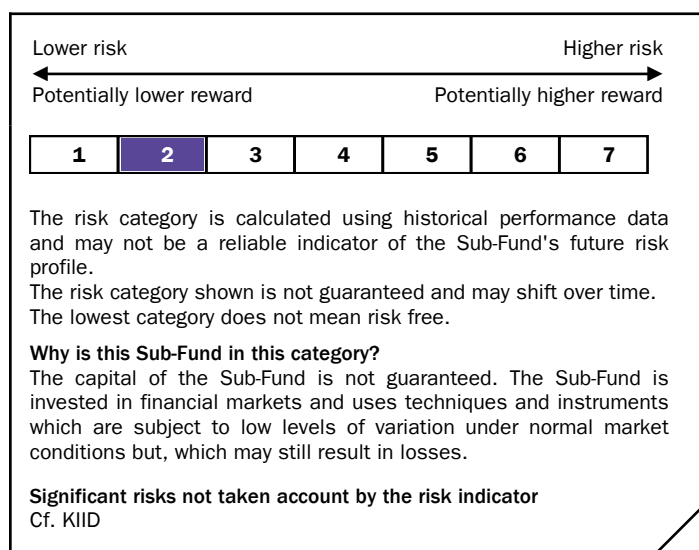 Lower risk Higher risk
Potentially lower reward Potentially higher reward
1 2 3 4 5 6 7
The risk category is calculated using historical performance data
and may not be a reliable indicator of the Sub-Fund's future risk
profile.
The risk category shown is not guaranteed and may shift over time.
The lowest category does not mean risk free.
Why is this Sub-Fund in this category?
The capital of the Sub-Fund is not guaranteed. The Sub-Fund is
invested in financial markets and uses techniques and instruments
which are subject to low levels of variation under normal market
conditions but, which may still result in losses.
Significant risks not taken account by the risk indicator
Cf. KIID